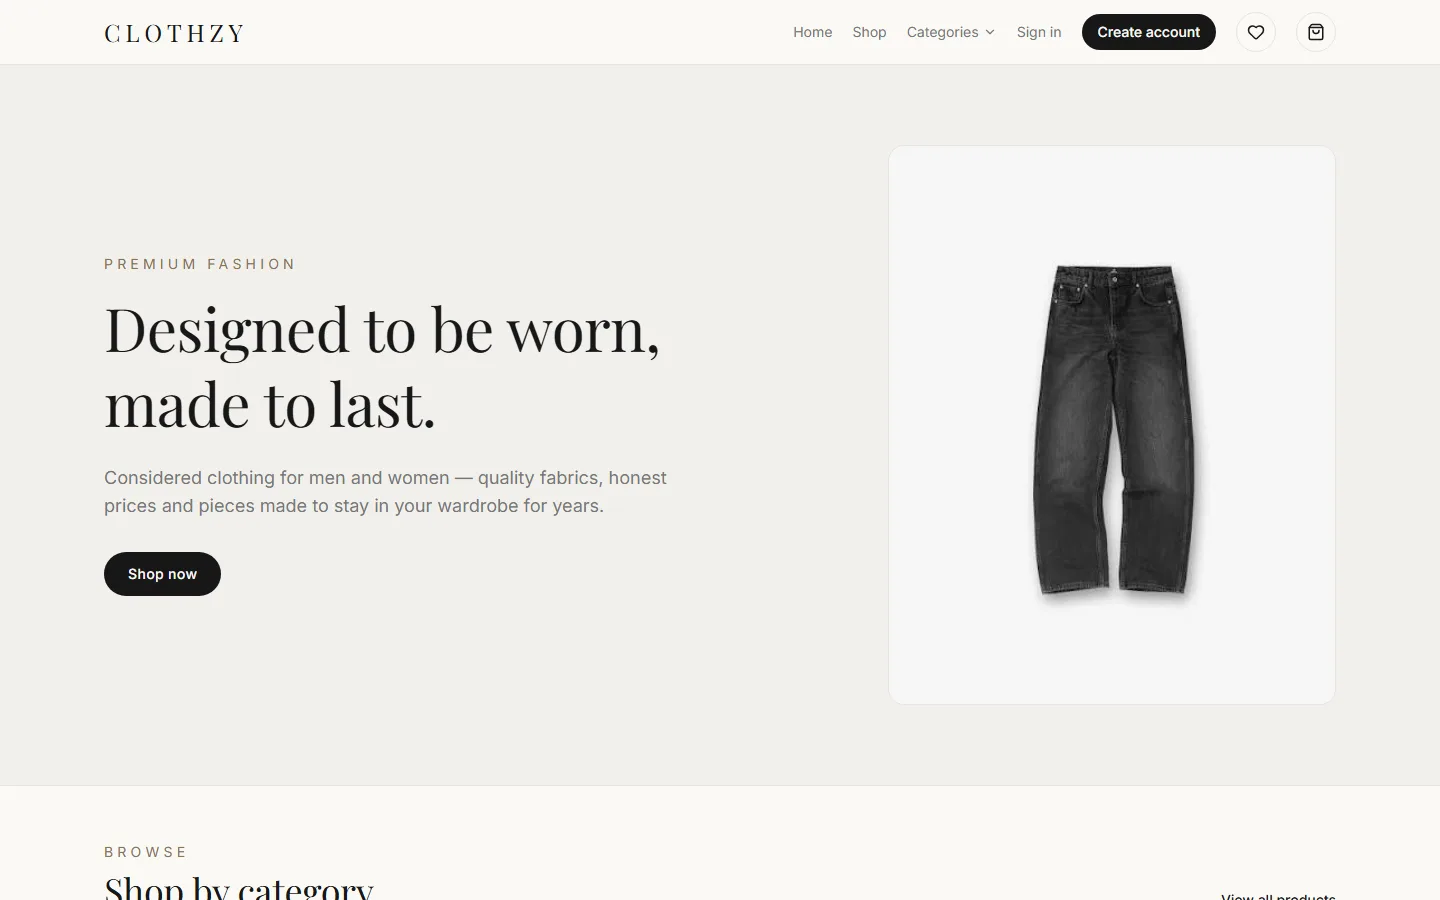 CLOTHZY
Home Shop Categories Sign in Create account
PREMIUM FASHION
Designed to be worn,
made to last.
Considered clothing for men and women — quality fabrics, honest
prices and pieces made to stay in your wardrobe for years.
Shop now
BROWSE
Shop by category
View all products